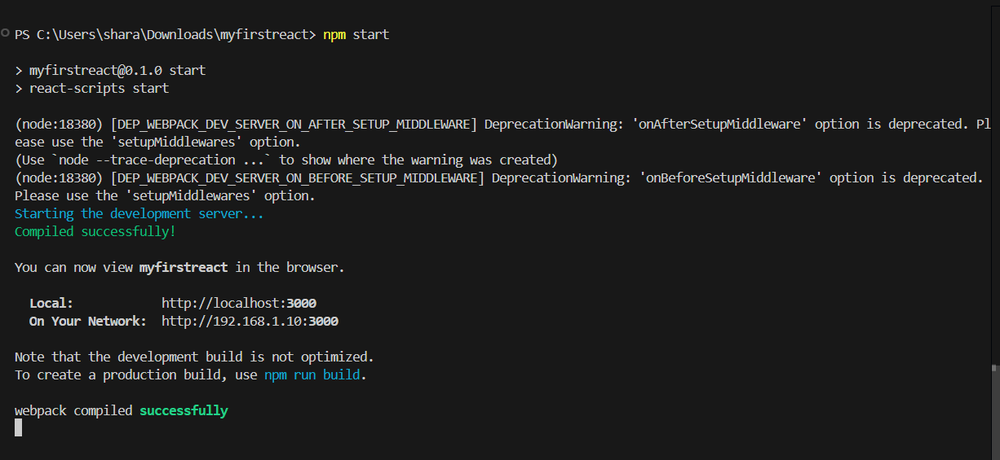 PS C:\Users\shara\Downloads\myfirstreact> npm start
> myfirstreact@0.1.0 start
> react-scripts start
(node:18380) [DEP_WEBPACK_DEV_SERVER_ON_AFTER_SETUP_MIDDLEWARE] DeprecationWarning: 'onAfterSetupMiddleware' option is deprecated. Pl
ease use the 'setupMiddlewares' option.
(Use `node --trace-deprecation ...` to show where the warning was created)
(node:18380) [DEP_WEBPACK_DEV_SERVER_ON_BEFORE_SETUP_MIDDLEWARE] DeprecationWarning: 'onBeforeSetupMiddleware' option is deprecated.
Please use the 'setupMiddlewares' option.
Starting the development server...
Compiled successfully!
You can now view myfirstreact in the browser.
Local: http://localhost:3000
On Your Network: http://192.168.1.10:3000
Note that the development build is not optimized.
To create a production build, use npm run build.
webpack compiled successfully